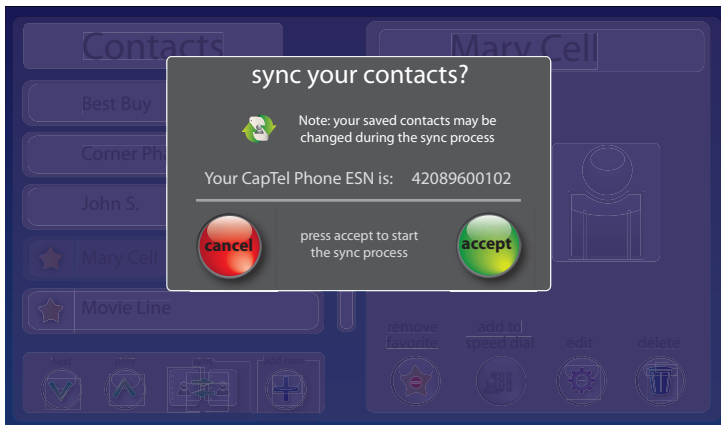 Contacts
Mary Cell
sync your contacts?
Best Buy
Note: your saved contacts may be
changed during the sync process
Corner Pha
Your CapTel Phone ESN is: 42089600102
John S.
cancel
press accept to start
the sync process
accept
Mary Cell
Movie Line
remove
favorite
add to
speed dial
edit
delete
add new